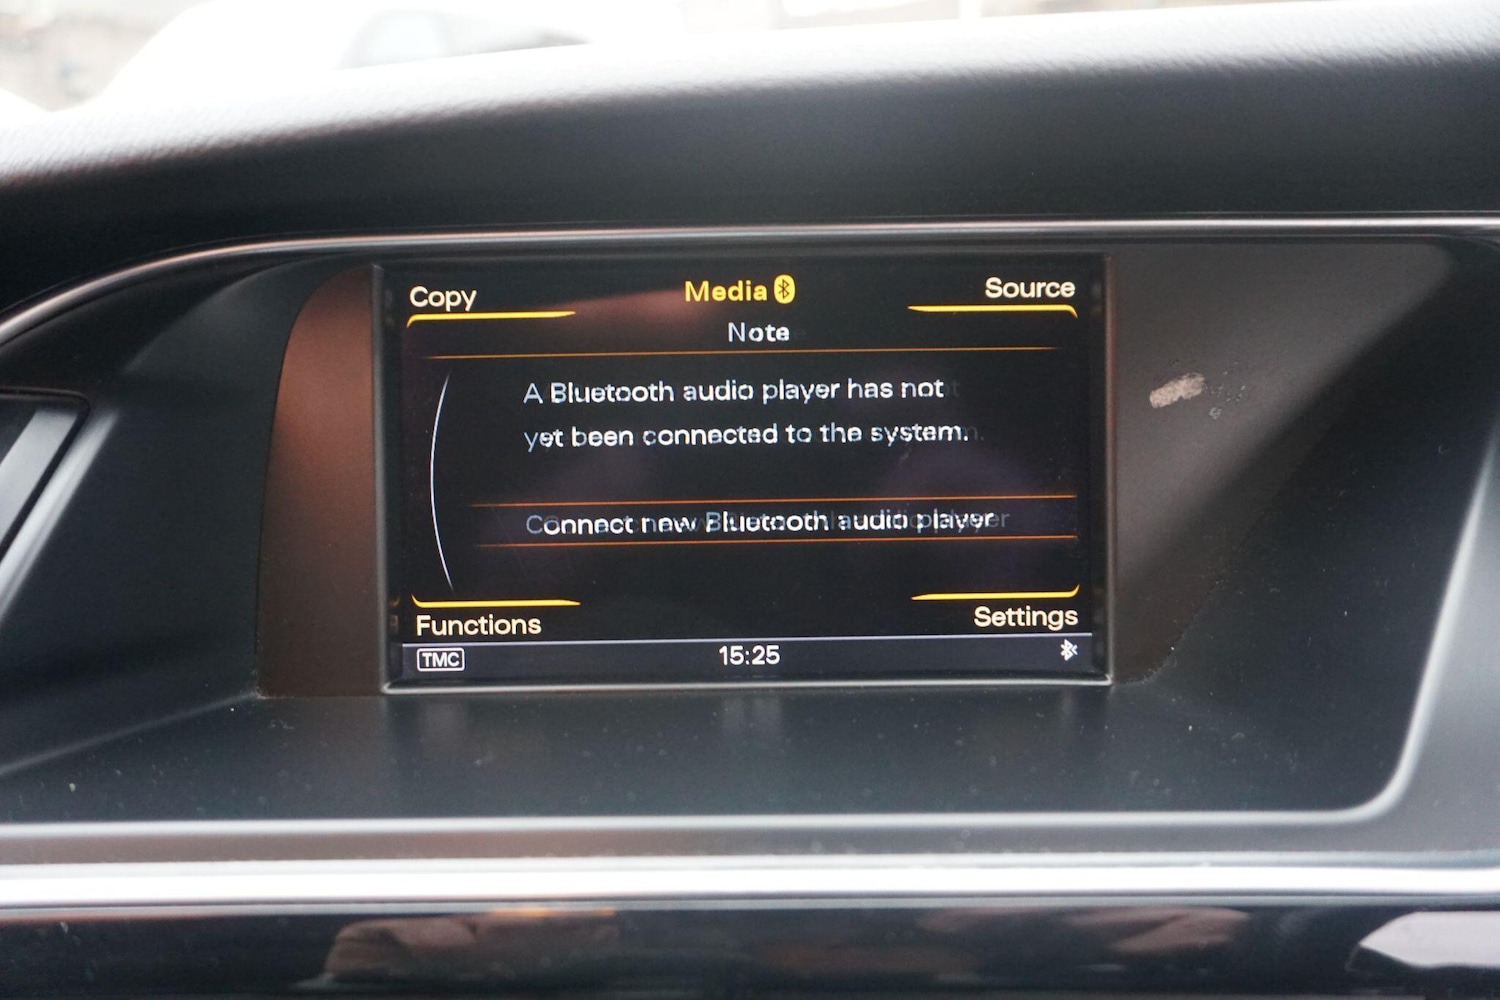 Copy
Media
Source
Note
A Bluetooth audio player has not
yet been connected to the system.
Connect new Bluetooth audio player
Functions
Settings
TMC
15:25